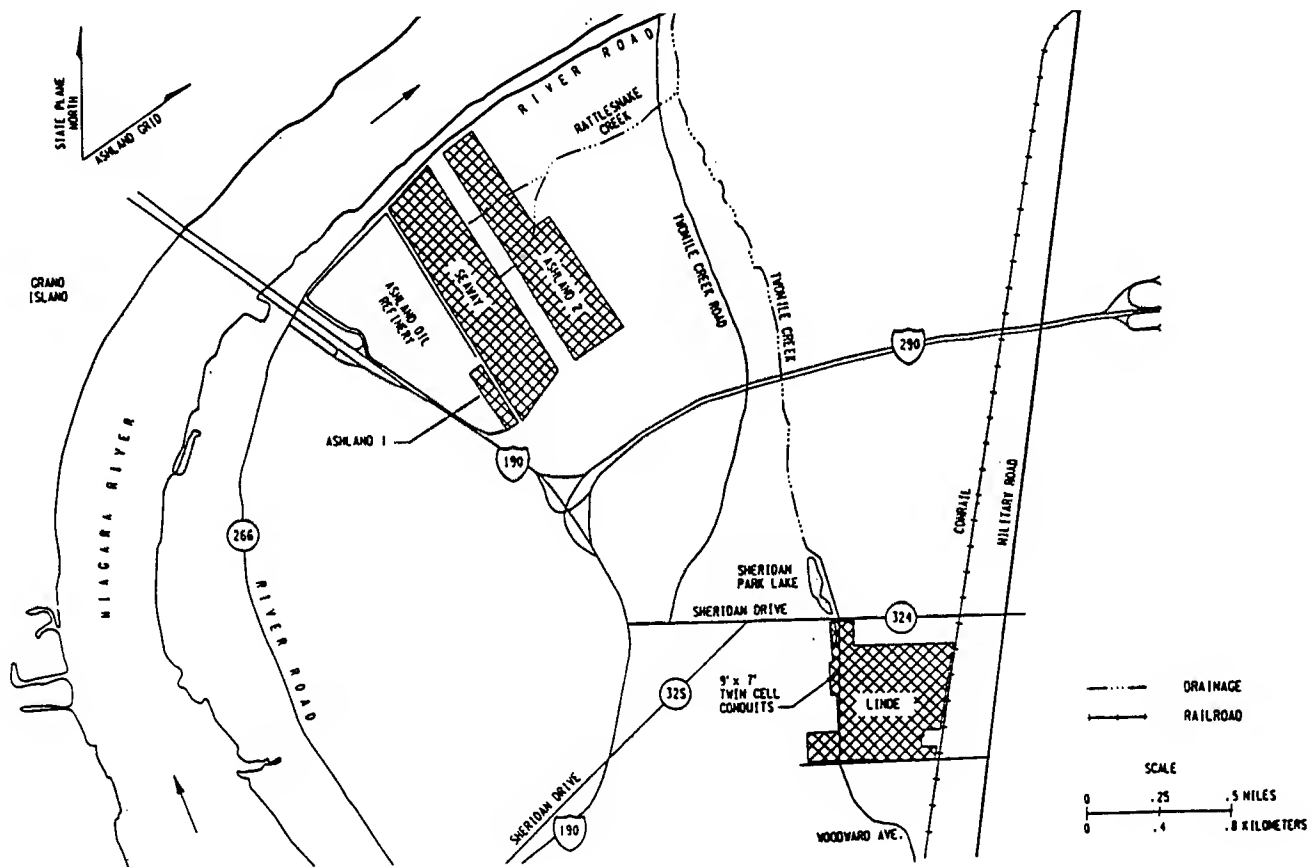 STATE PLANE
NORTH
ASHLAND GRID
RIVER ROAD
RATTLESNAKE
CREEK
GRAND
ISLAND
SEAWAY
ASHLAND 2
ASHLAND OIL
REFINERY
TWOMILE CREEK ROAD
TWOMILE CREEK
290
ASHLAND 1
190
NIAGARA RIVER
266
RIVER ROAD
CONRAIL
MILITARY ROAD
SHERIDAN
PARK LAKE
SHERIDAN DRIVE
324
325
9' x 7'
TWIN CELL
CONDUITS
LINDE
DRAINAGE
RAILROAD
SCALE
0 .25 .5 MILES
0 .4 .8 KILOMETERS
SHERIDAN DRIVE
190
WOODWARD AVE.